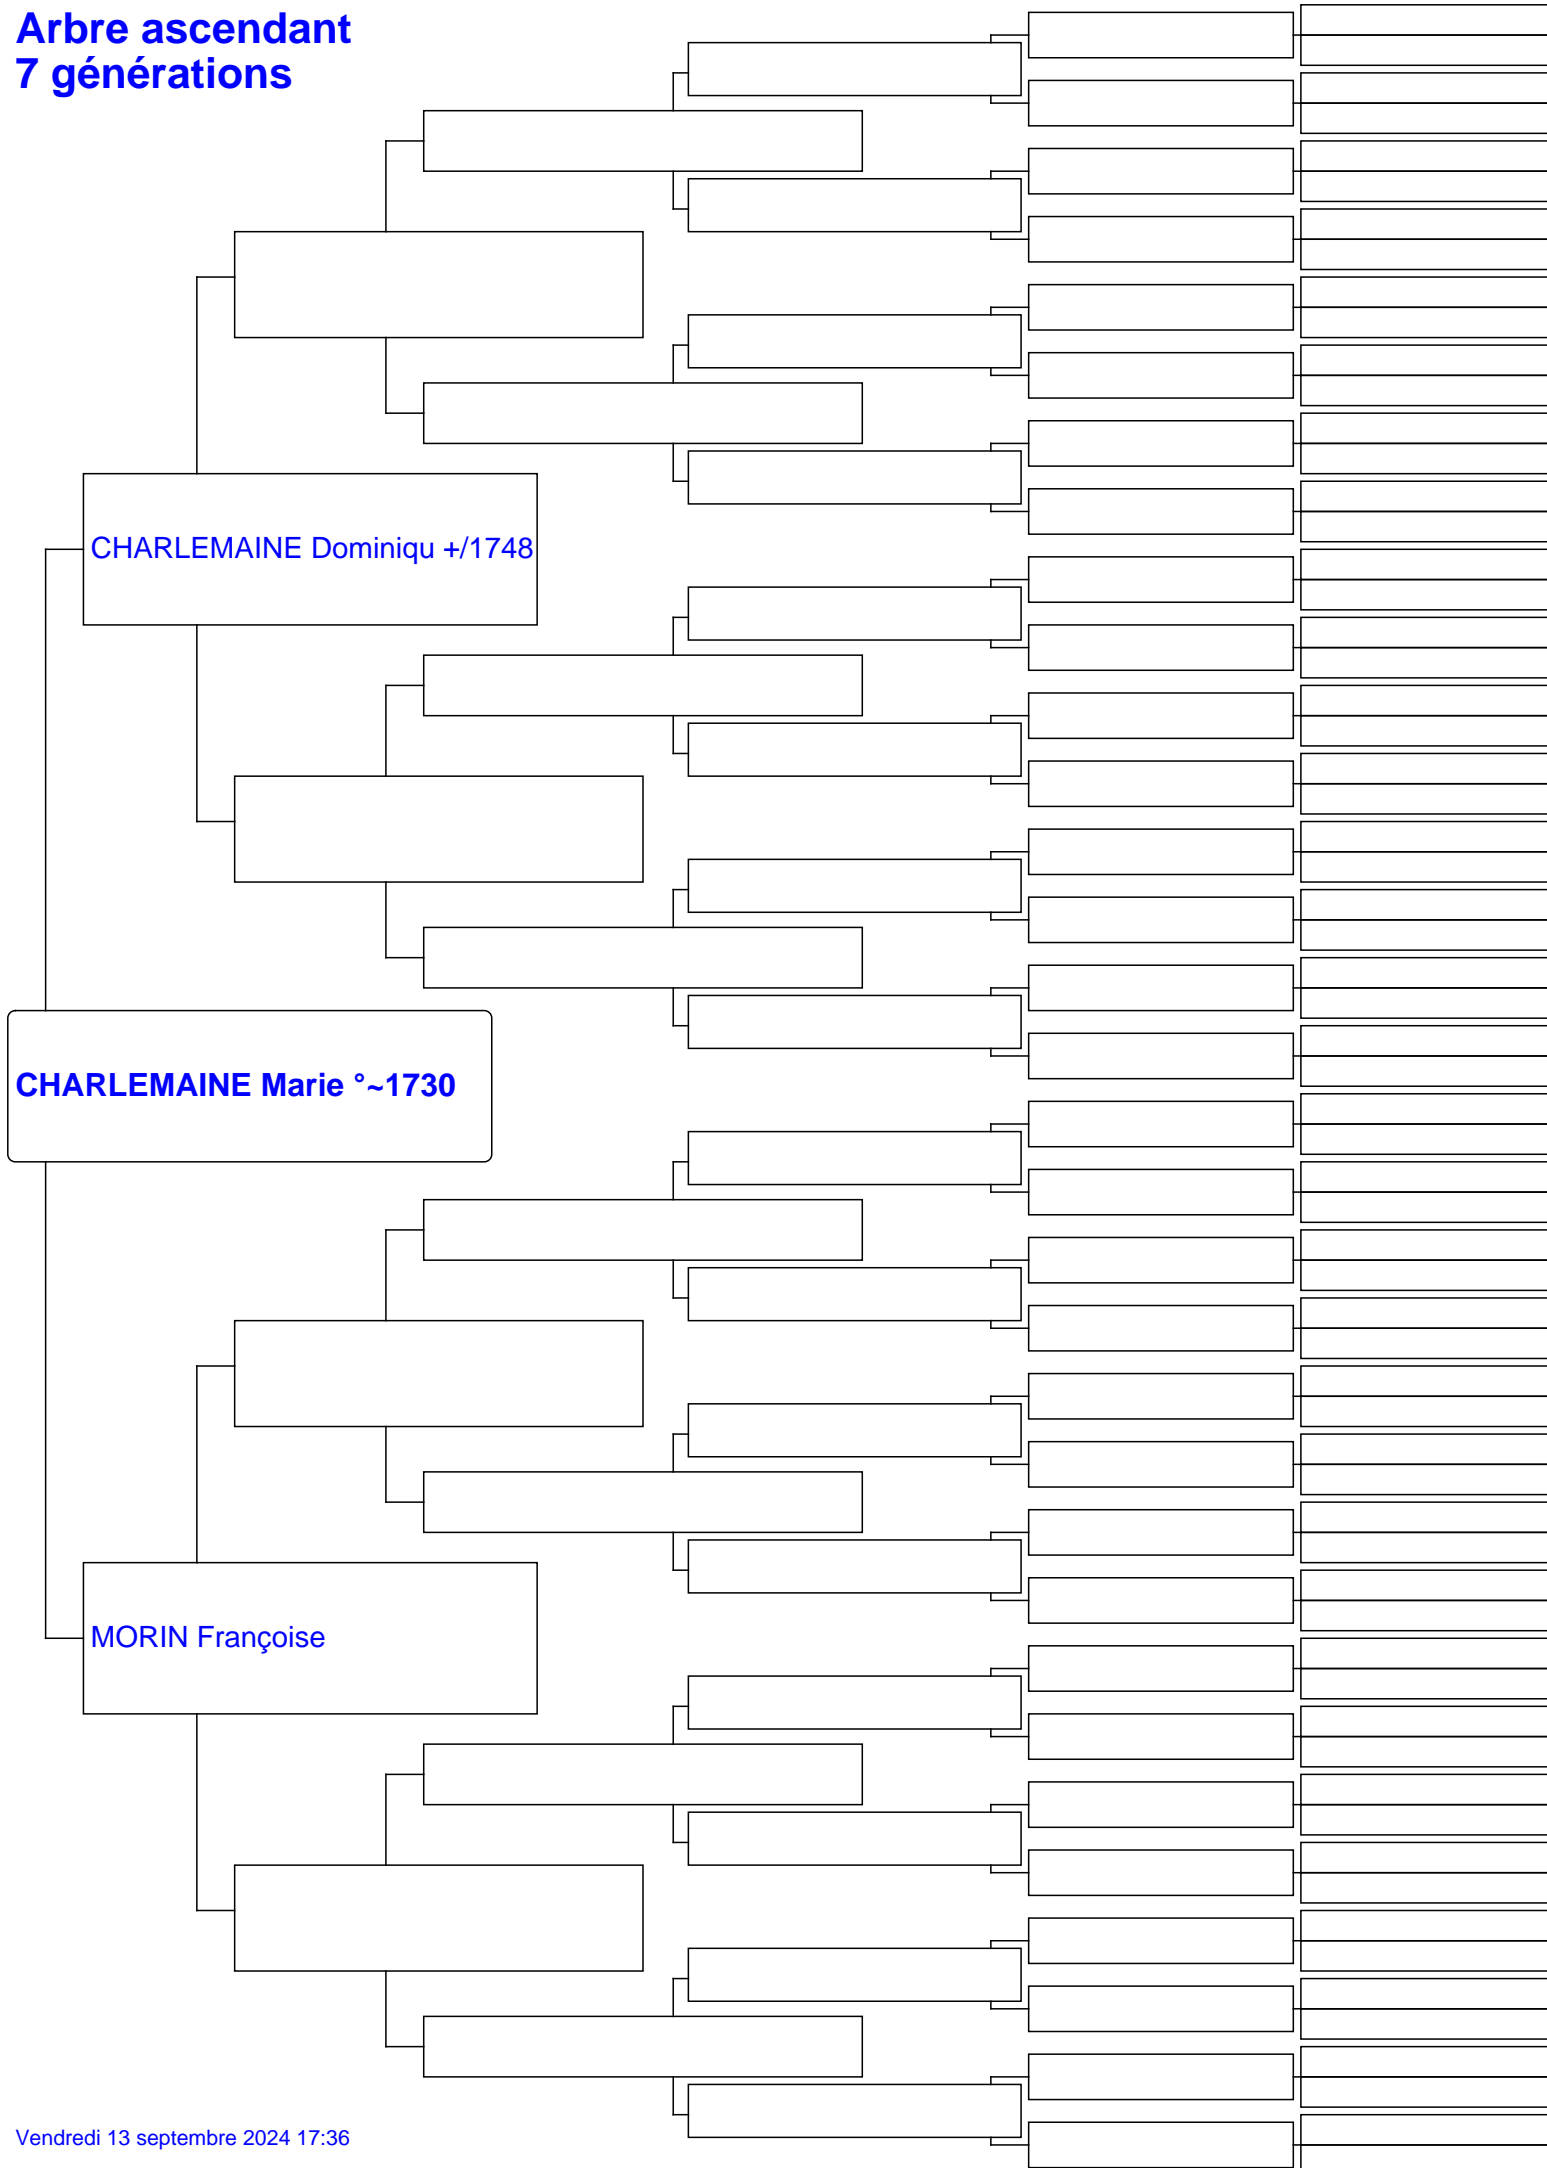 Arbre ascendant
7 générations
CHARLEMAINE Dominiqu +/1748
CHARLEMAINE Marie °~1730
MORIN Françoise
Vendredi 13 septembre 2024 17:36